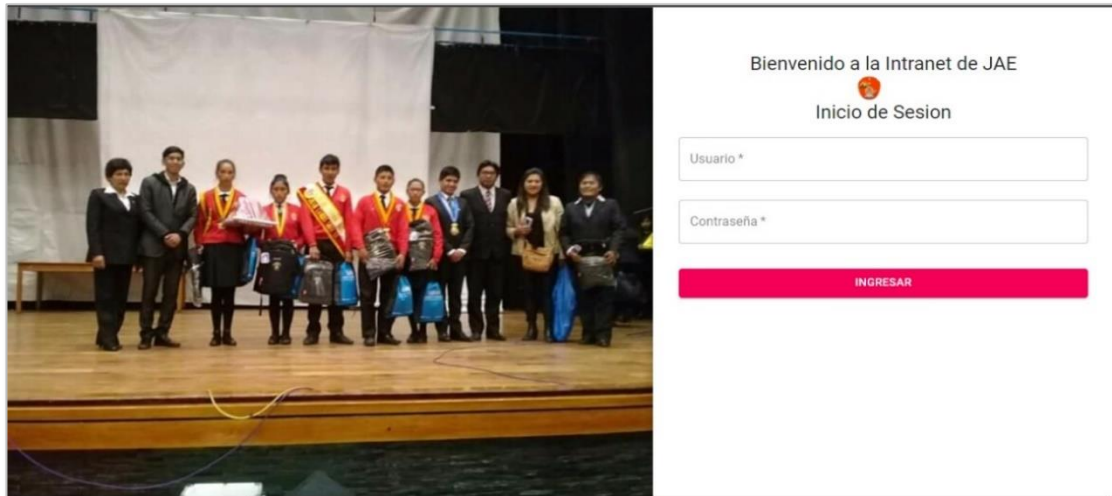 Bienvenido a la Intranet de JAE
Inicio de Sesion
Usuario *
Contraseña *
INGRESAR